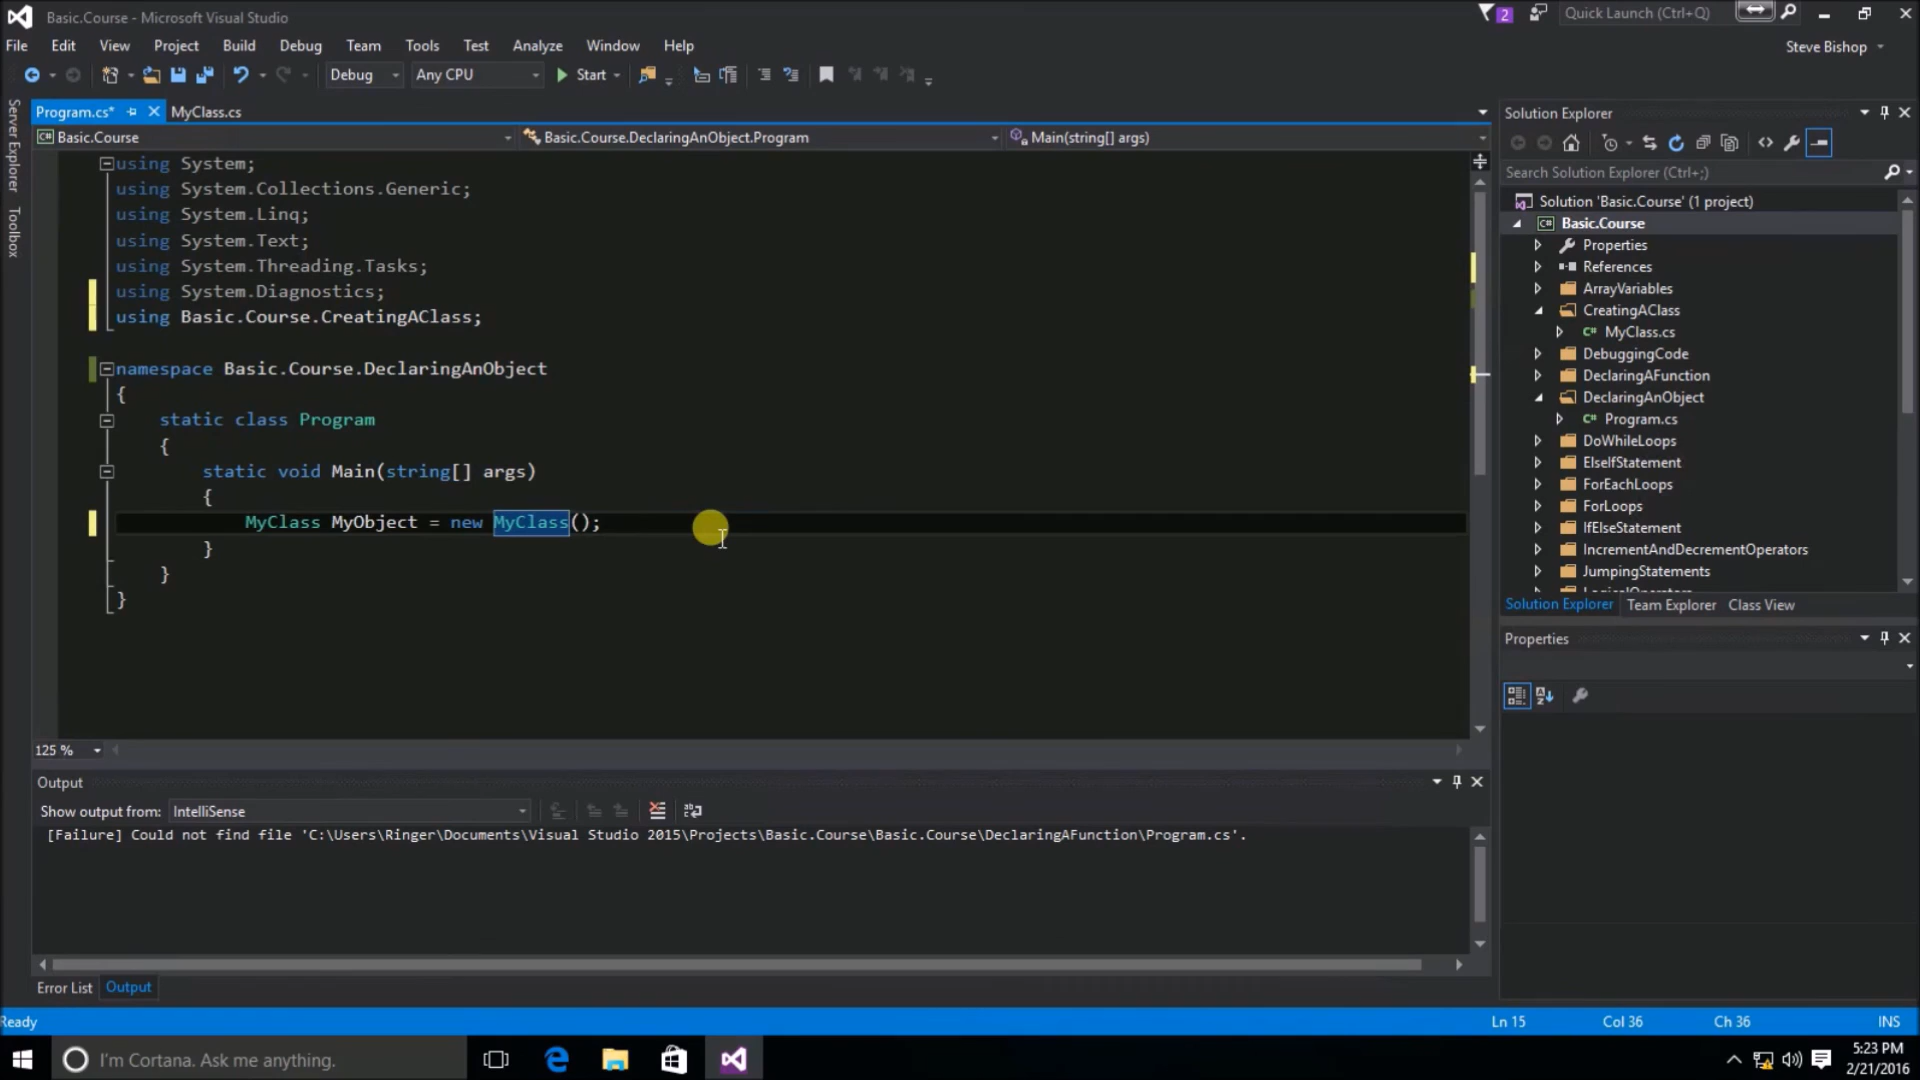 Basic.Course - Microsoft Visual Studio
2
Quick Launch (Ctrl+Q)
File Edit View Project Build Debug Team Tools Test Analyze Window Help
Steve Bishop
Debug Any CPU Start
Server Explorer
Toolbox
Program.cs* MyClass.cs
C# Basic.Course Basic.Course.DeclaringAnObject.Program Main(string[] args)
using System;
using System.Collections.Generic;
using System.Linq;
using System.Text;
using System.Threading.Tasks;
using System.Diagnostics;
using Basic.Course.CreatingAClass;
namespace Basic.Course.DeclaringAnObject
{
static class Program
{
static void Main(string[] args)
{
MyClass MyObject = new MyClass();
}
}
}
125 %
Solution Explorer
Search Solution Explorer (Ctrl+;)
Solution 'Basic.Course' (1 project)
C# Basic.Course
Properties
References
ArrayVariables
CreatingAClass
C# MyClass.cs
DebuggingCode
DeclaringAFunction
DeclaringAnObject
C# Program.cs
DoWhileLoops
ElseIfStatement
ForEachLoops
ForLoops
IfElseStatement
IncrementAndDecrementOperators
JumpingStatements
LogicalOperators
Solution Explorer Team Explorer Class View
Properties
Output
Show output from: IntelliSense
[Failure] Could not find file 'C:\Users\Ringer\Documents\Visual Studio 2015\Projects\Basic.Course\Basic.Course\DeclaringAFunction\Program.cs'.
Error List Output
Ready
Ln 15 Col 36 Ch 36 INS
I'm Cortana. Ask me anything.
5:23 PM
2/21/2016